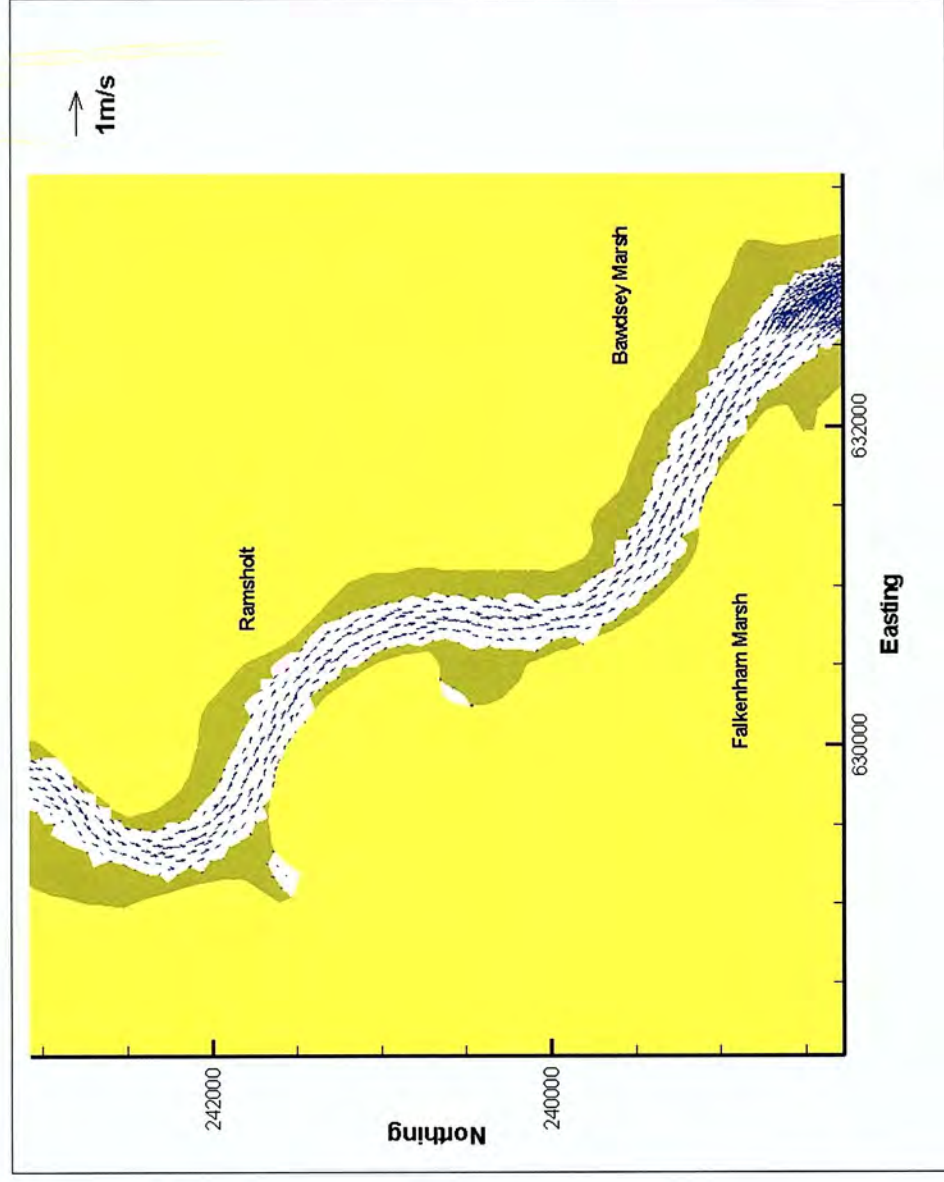 1m/s
Ramsholt
Bawdsey Marsh
Falkenham Marsh
242000
240000
Northing
630000
632000
Easting